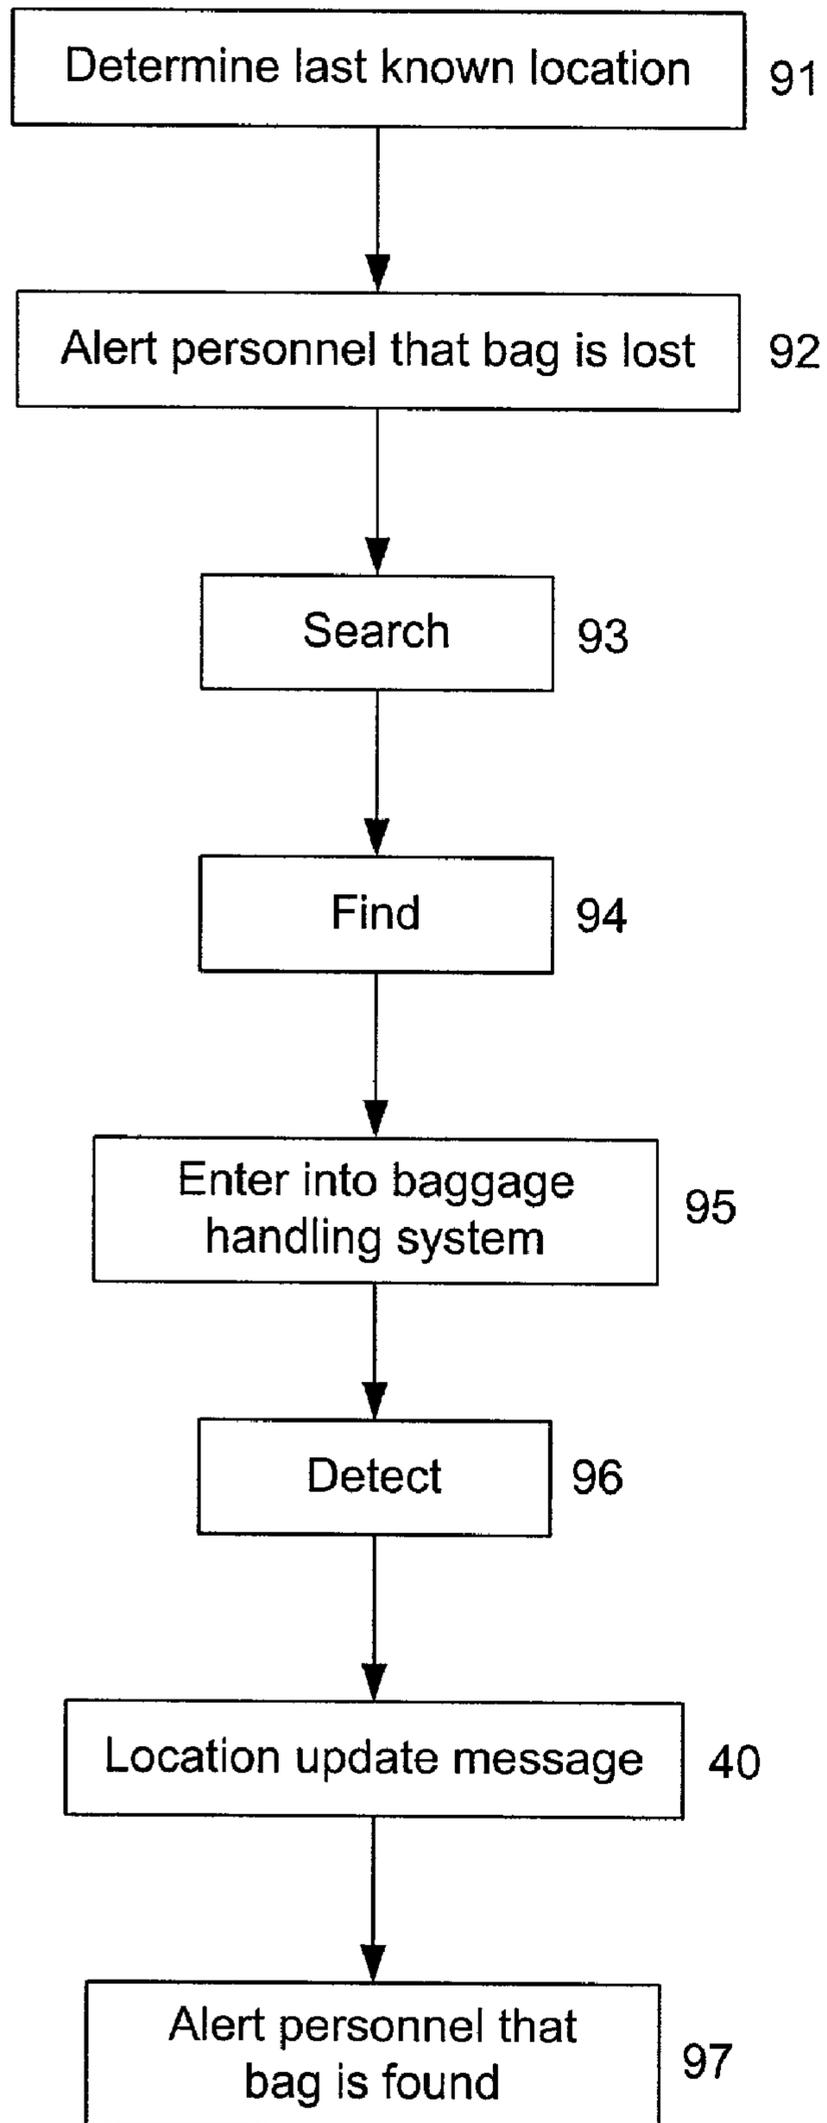 Determine last known location 91
Alert personnel that bag is lost 92
Search 93
Find 94
Enter into baggage
handling system 95
Detect 96
Location update message 40
Alert personnel that
bag is found 97